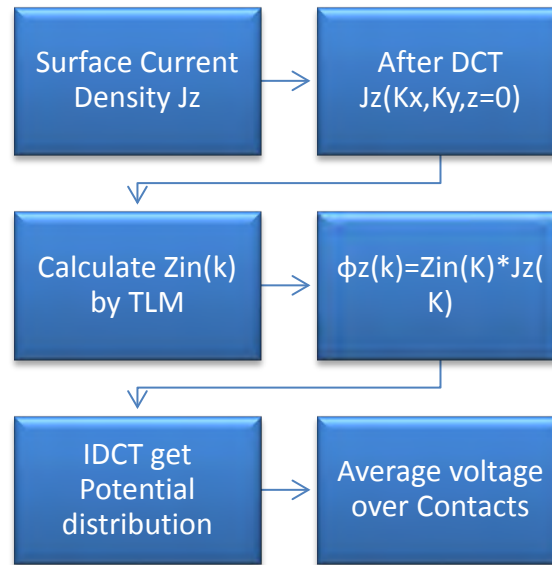 Surface Current
Density Jz
After DCT
Jz(Kx,Ky,z=0)
Calculate Zin(k)
by TLM
ϕz(k)=Zin(K)*Jz(
K)
IDCT get
Potential
distribution
Average voltage
over Contacts